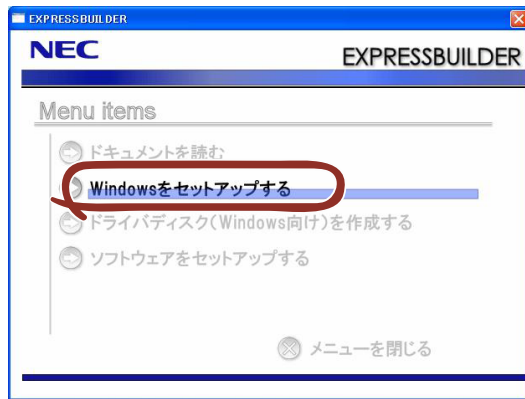 EXPRESSBUILDER
NEC
EXPRESSBUILDER
Menu items
ドキュメントを読む
Windowsをセットアップする
ドライバディスク(Windows向け)を作成する
ソフトウェアをセットアップする
メニューを閉じる